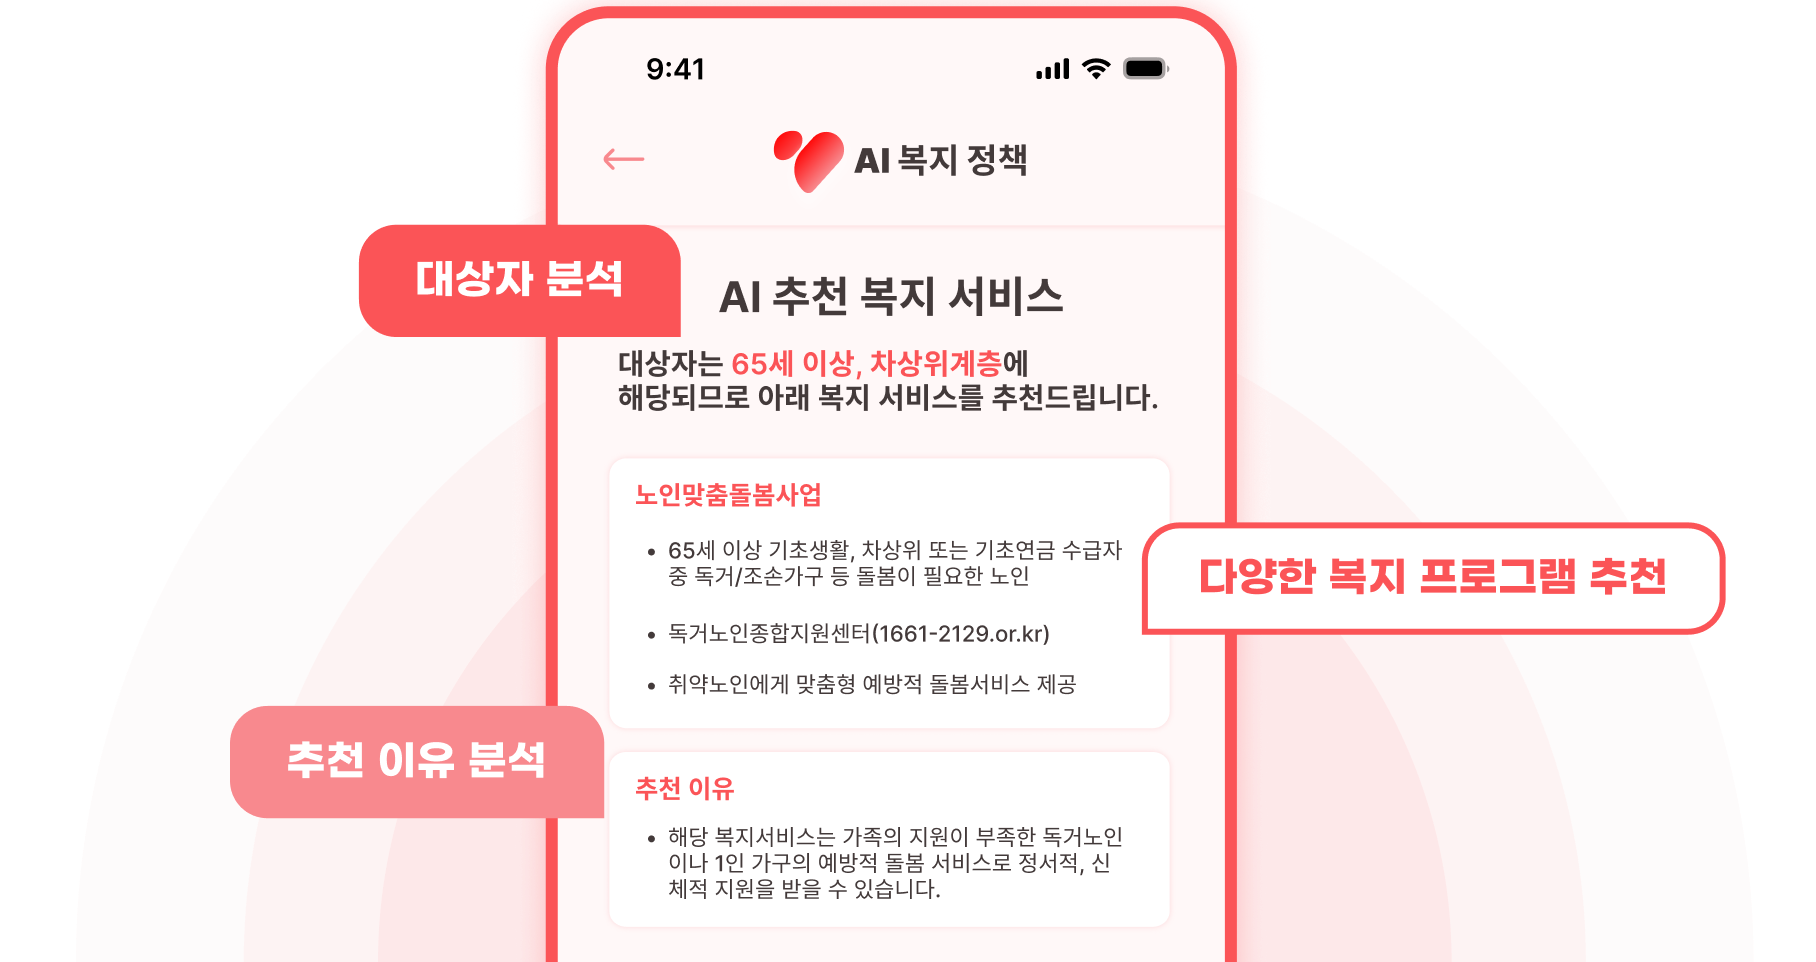 9:41
AI 복지 정책
대상자 분석
AI 추천 복지 서비스
대상자는 65세 이상, 차상위계층에
해당되므로 아래 복지 서비스를 추천드립니다.
노인맞춤돌봄사업
• 65세 이상 기초생활, 차상위 또는 기초연금 수급자
중 독거/조손가구 등 돌봄이 필요한 노인
다양한 복지 프로그램 추천
• 독거노인종합지원센터(1661-2129.or.kr)
• 취약노인에게 맞춤형 예방적 돌봄서비스 제공
추천 이유 분석
추천 이유
• 해당 복지서비스는 가족의 지원이 부족한 독거노인
이나 1인 가구의 예방적 돌봄 서비스로 정서적, 신
체적 지원을 받을 수 있습니다.